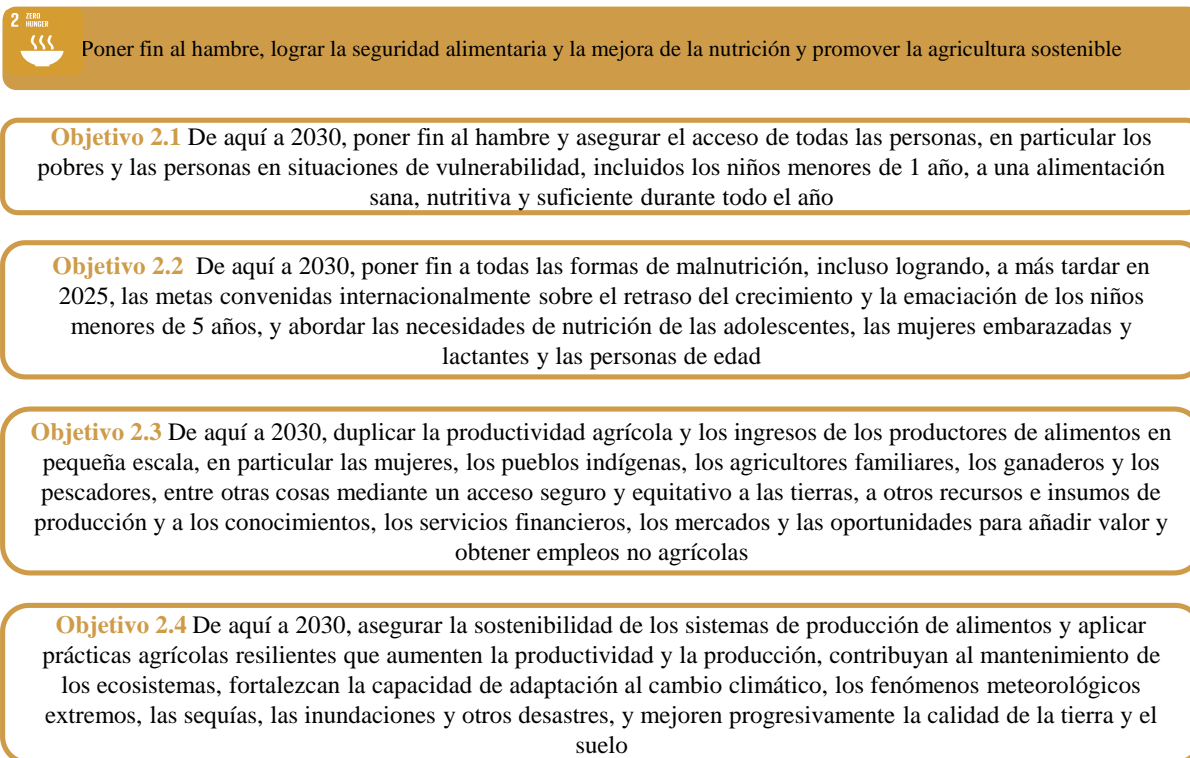 2 ZERO
HUNGER
Poner fin al hambre, lograr la seguridad alimentaria y la mejora de la nutrición y promover la agricultura sostenible
Objetivo 2.1 De aquí a 2030, poner fin al hambre y asegurar el acceso de todas las personas, en particular los
pobres y las personas en situaciones de vulnerabilidad, incluidos los niños menores de 1 año, a una alimentación
sana, nutritiva y suficiente durante todo el año
Objetivo 2.2 De aquí a 2030, poner fin a todas las formas de malnutrición, incluso logrando, a más tardar en
2025, las metas convenidas internacionalmente sobre el retraso del crecimiento y la emaciación de los niños
menores de 5 años, y abordar las necesidades de nutrición de las adolescentes, las mujeres embarazadas y
lactantes y las personas de edad
Objetivo 2.3 De aquí a 2030, duplicar la productividad agrícola y los ingresos de los productores de alimentos en
pequeña escala, en particular las mujeres, los pueblos indígenas, los agricultores familiares, los ganaderos y los
pescadores, entre otras cosas mediante un acceso seguro y equitativo a las tierras, a otros recursos e insumos de
producción y a los conocimientos, los servicios financieros, los mercados y las oportunidades para añadir valor y
obtener empleos no agrícolas
Objetivo 2.4 De aquí a 2030, asegurar la sostenibilidad de los sistemas de producción de alimentos y aplicar
prácticas agrícolas resilientes que aumenten la productividad y la producción, contribuyan al mantenimiento de
los ecosistemas, fortalezcan la capacidad de adaptación al cambio climático, los fenómenos meteorológicos
extremos, las sequías, las inundaciones y otros desastres, y mejoren progresivamente la calidad de la tierra y el
suelo